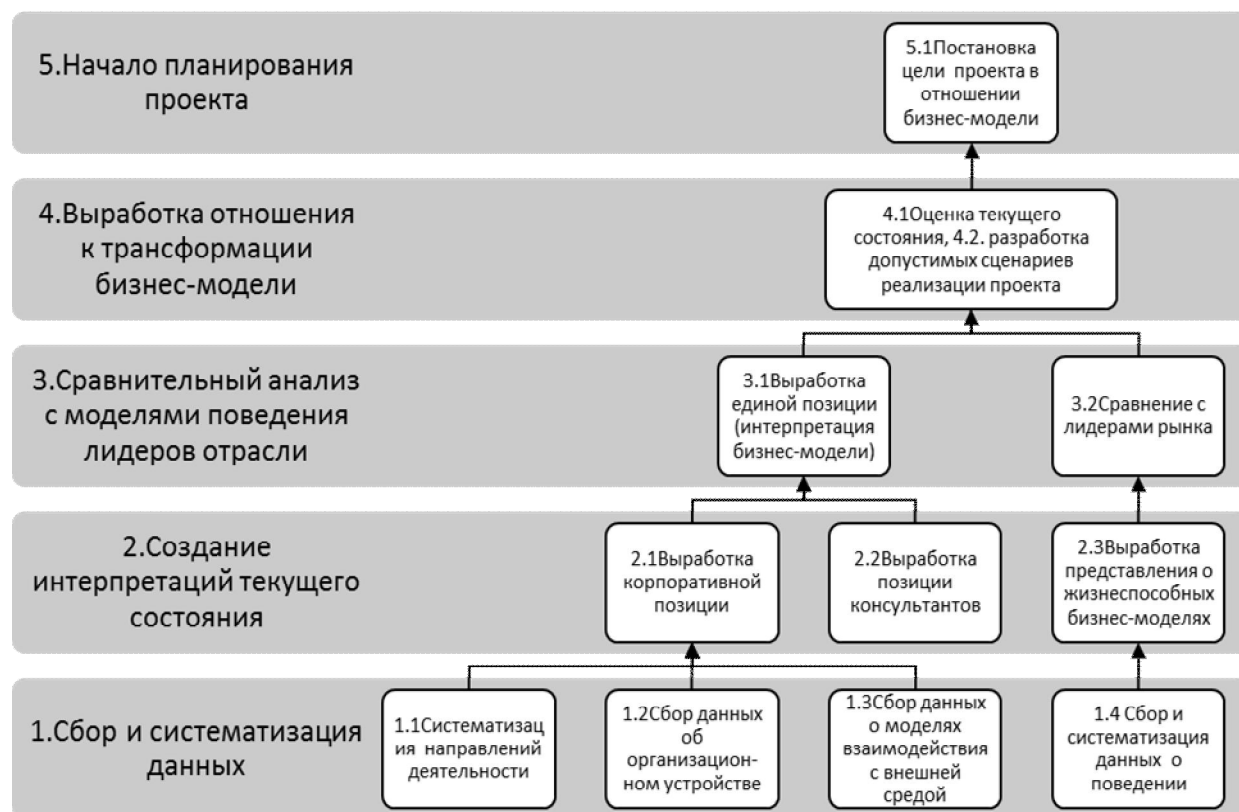 5.Начало планирования
проекта
5.1Постановка
цели проекта в
отношении
бизнес-модели
4.Выработка отношения
к трансформации
бизнес-модели
4.1Оценка текущего
состояния, 4.2. разработка
допустимых сценариев
реализации проекта
3.Сравнительный анализ
с моделями поведения
лидеров отрасли
3.1Выработка
единой позиции
(интерпретация
бизнес-модели)
3.2Сравнение с
лидерами рынка
2.Создание
интерпретаций текущего
состояния
2.1Выработка
корпоративной
позиции
2.2Выработка
позиции
консультантов
2.3Выработка
представления о
жизнеспособных
бизнес-моделях
1.Сбор и систематизация
данных
1.1Систематизац
ия направлений
деятельности
1.2Сбор данных
об
организацион-
ном устройстве
1.3Сбор данных
о моделях
взаимодействия
с внешней
средой
1.4 Сбор и
систематизация
данных о
поведении